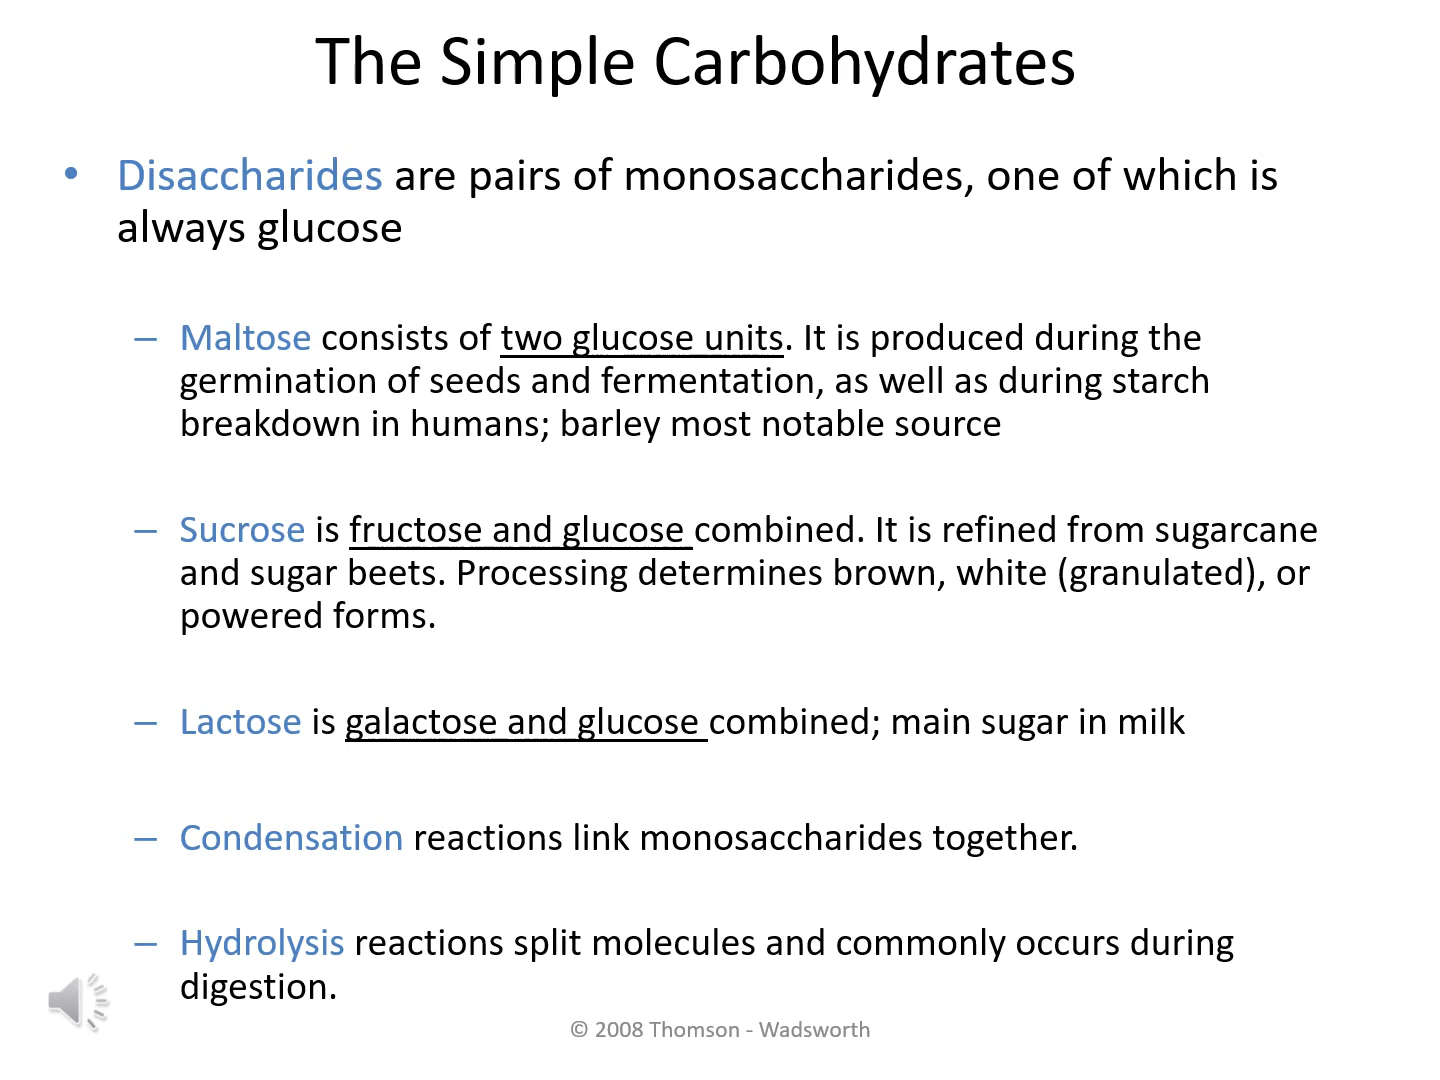 The Simple Carbohydrates
• Disaccharides are pairs of monosaccharides, one of which is
always glucose
– Maltose consists of two glucose units. It is produced during the
germination of seeds and fermentation, as well as during starch
breakdown in humans; barley most notable source
– Sucrose is fructose and glucose combined. It is refined from sugarcane
and sugar beets. Processing determines brown, white (granulated), or
powered forms.
– Lactose is galactose and glucose combined; main sugar in milk
– Condensation reactions link monosaccharides together.
– Hydrolysis reactions split molecules and commonly occurs during
digestion.
© 2008 Thomson - Wadsworth